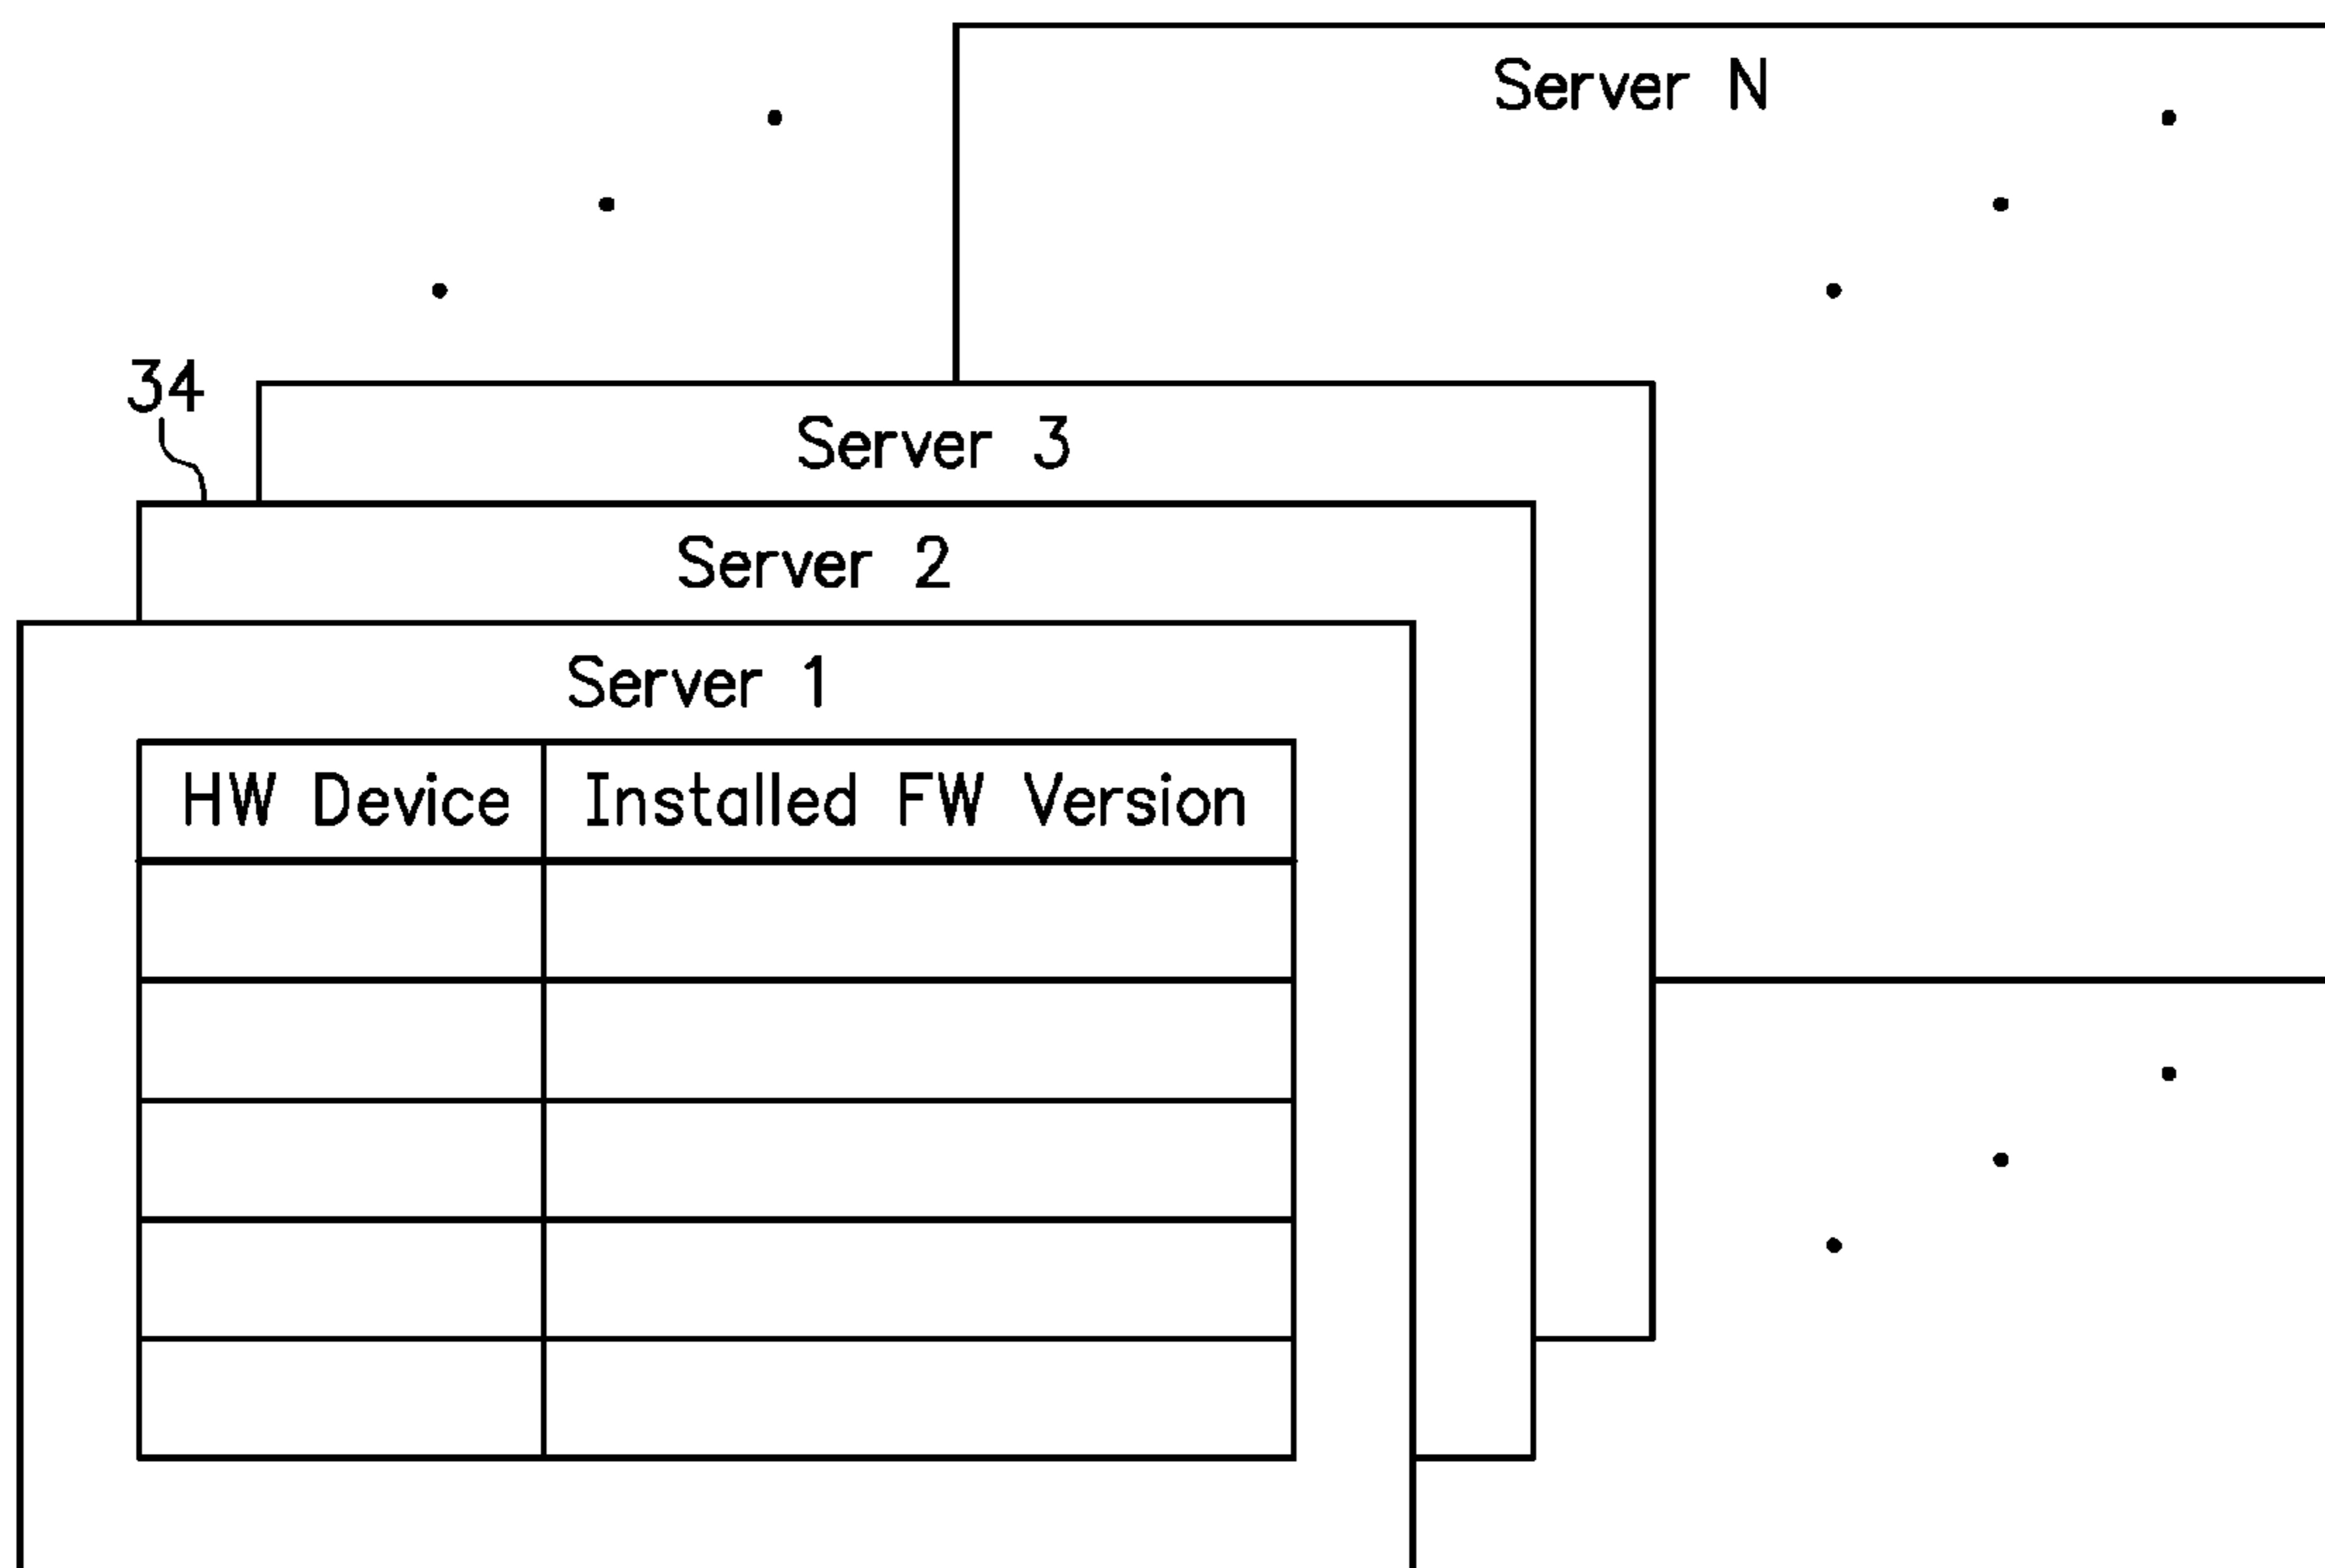 Server N
34
Server 3
Server 2
Server 1
HW Device Installed FW Version